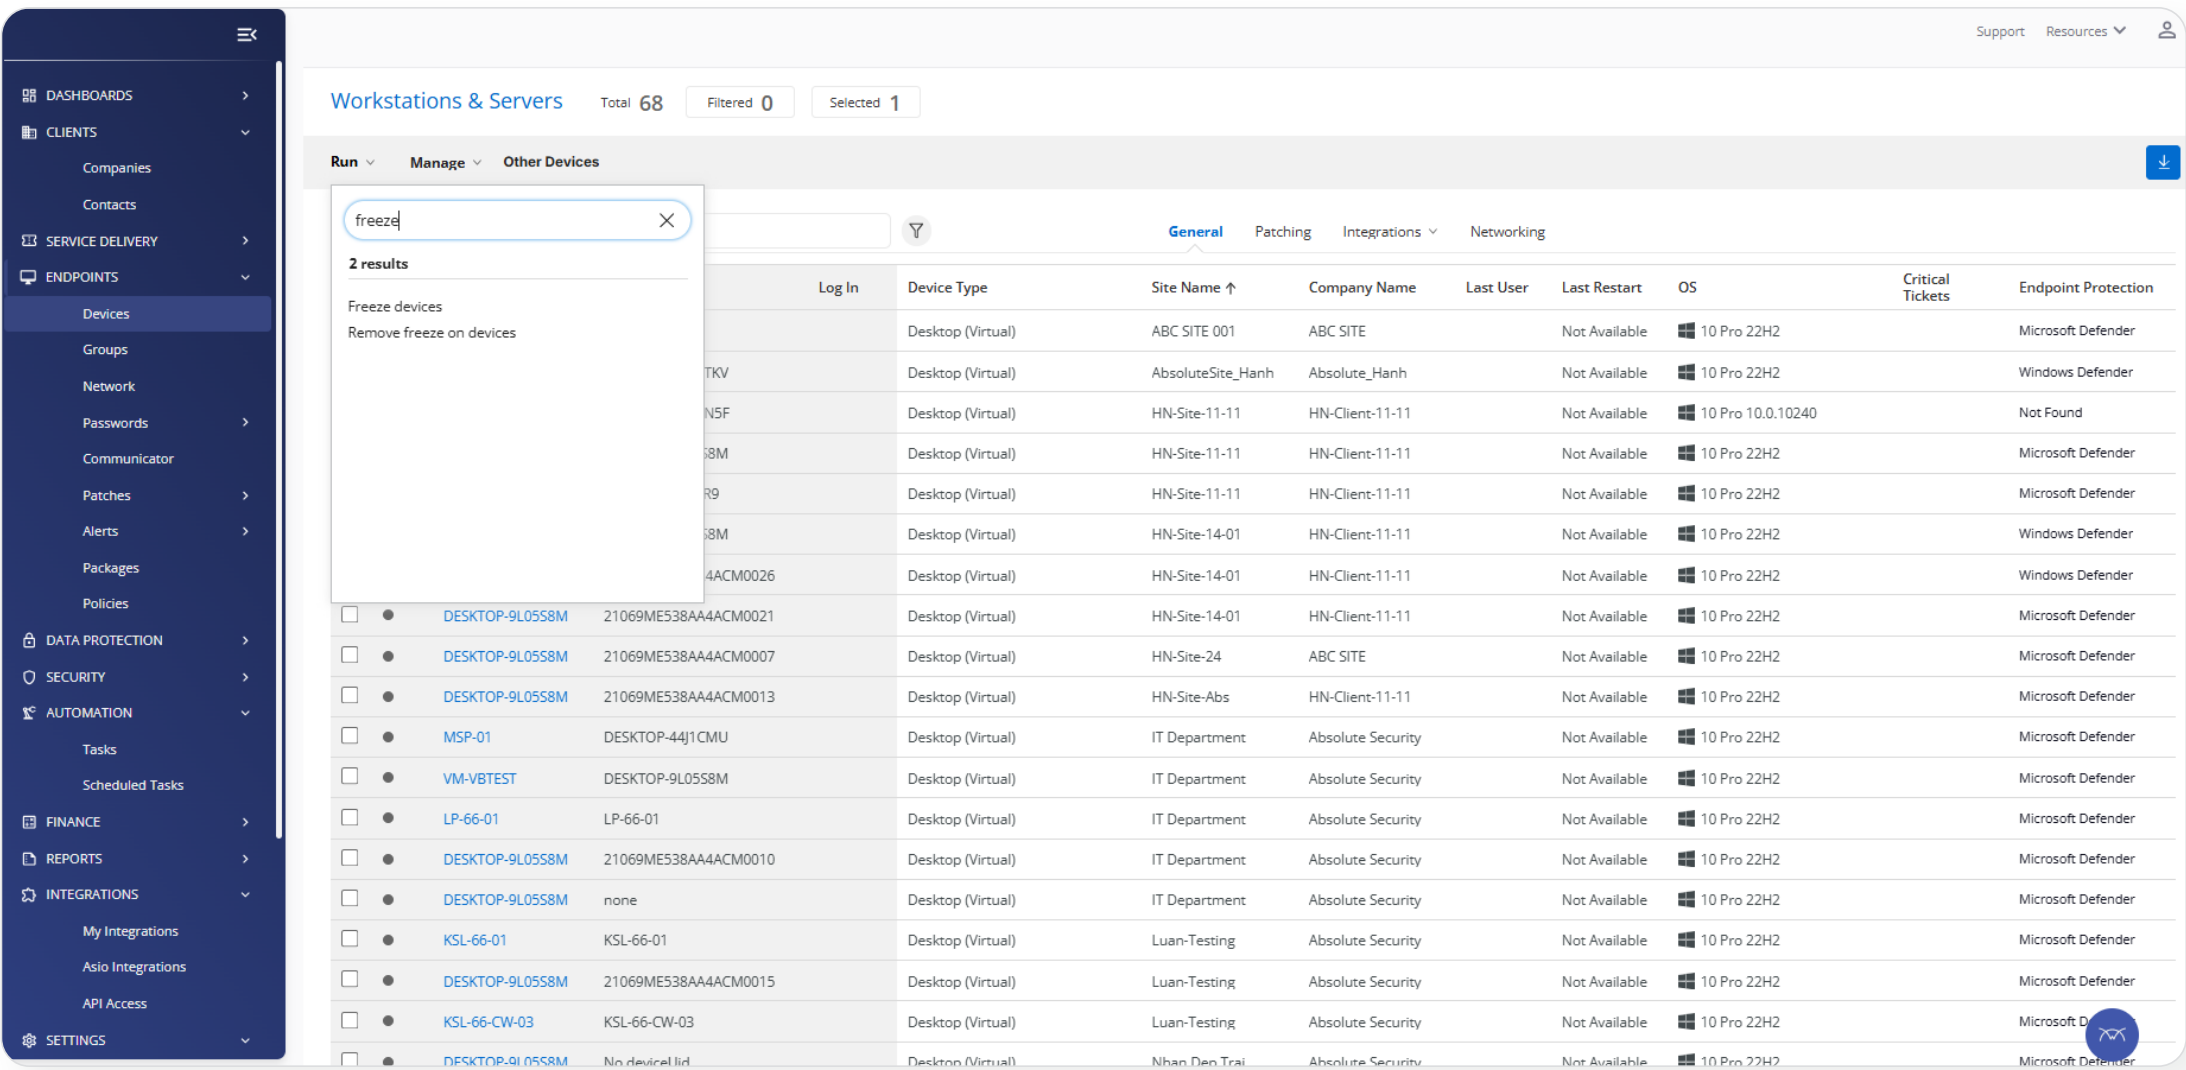 Support Resources
DASHBOARDS
CLIENTS
Companies
Contacts
SERVICE DELIVERY
ENDPOINTS
Devices
Groups
Network
Passwords
Communicator
Patches
Alerts
Packages
Policies
DATA PROTECTION
SECURITY
AUTOMATION
Tasks
Scheduled Tasks
FINANCE
REPORTS
INTEGRATIONS
My Integrations
Asio Integrations
API Access
SETTINGS
Workstations & Servers Total 68 Filtered 0 Selected 1
Run Manage Other Devices
freeze
2 results
Freeze devices
Remove freeze on devices
General Patching Integrations Networking
Log In Device Type Site Name Company Name Last User Last Restart OS Critical Tickets Endpoint Protection
Desktop (Virtual) ABC SITE 001 ABC SITE Not Available 10 Pro 22H2 Microsoft Defender
TKV Desktop (Virtual) AbsoluteSite_Hanh Absolute_Hanh Not Available 10 Pro 22H2 Windows Defender
N5F Desktop (Virtual) HN-Site-11-11 HN-Client-11-11 Not Available 10 Pro 10.0.10240 Not Found
8M Desktop (Virtual) HN-Site-11-11 HN-Client-11-11 Not Available 10 Pro 22H2 Microsoft Defender
R9 Desktop (Virtual) HN-Site-11-11 HN-Client-11-11 Not Available 10 Pro 22H2 Microsoft Defender
8M Desktop (Virtual) HN-Site-14-01 HN-Client-11-11 Not Available 10 Pro 22H2 Windows Defender
4ACM0026 Desktop (Virtual) HN-Site-14-01 HN-Client-11-11 Not Available 10 Pro 22H2 Windows Defender
DESKTOP-9L05S8M 21069ME538AA4ACM0021 Desktop (Virtual) HN-Site-14-01 HN-Client-11-11 Not Available 10 Pro 22H2 Microsoft Defender
DESKTOP-9L05S8M 21069ME538AA4ACM0007 Desktop (Virtual) HN-Site-24 ABC SITE Not Available 10 Pro 22H2 Microsoft Defender
DESKTOP-9L05S8M 21069ME538AA4ACM0013 Desktop (Virtual) HN-Site-Abs HN-Client-11-11 Not Available 10 Pro 22H2 Microsoft Defender
MSP-01 DESKTOP-44J1CMU Desktop (Virtual) IT Department Absolute Security Not Available 10 Pro 22H2 Microsoft Defender
VM-VBTEST DESKTOP-9L05S8M Desktop (Virtual) IT Department Absolute Security Not Available 10 Pro 22H2 Microsoft Defender
LP-66-01 LP-66-01 Desktop (Virtual) IT Department Absolute Security Not Available 10 Pro 22H2 Microsoft Defender
DESKTOP-9L05S8M 21069ME538AA4ACM0010 Desktop (Virtual) IT Department Absolute Security Not Available 10 Pro 22H2 Microsoft Defender
DESKTOP-9L05S8M none Desktop (Virtual) IT Department Absolute Security Not Available 10 Pro 22H2 Microsoft Defender
KSL-66-01 KSL-66-01 Desktop (Virtual) Luan-Testing Absolute Security Not Available 10 Pro 22H2 Microsoft Defender
DESKTOP-9L05S8M 21069ME538AA4ACM0015 Desktop (Virtual) Luan-Testing Absolute Security Not Available 10 Pro 22H2 Microsoft Defender
KSL-66-CW-03 KSL-66-CW-03 Desktop (Virtual) Luan-Testing Absolute Security Not Available 10 Pro 22H2 Microsoft
DESKTOP-9L05S8M No deviceUid Desktop (Virtual) Nhan Dep Trai Absolute Security Not Available 10 Pro 22H2 Microsoft Defender